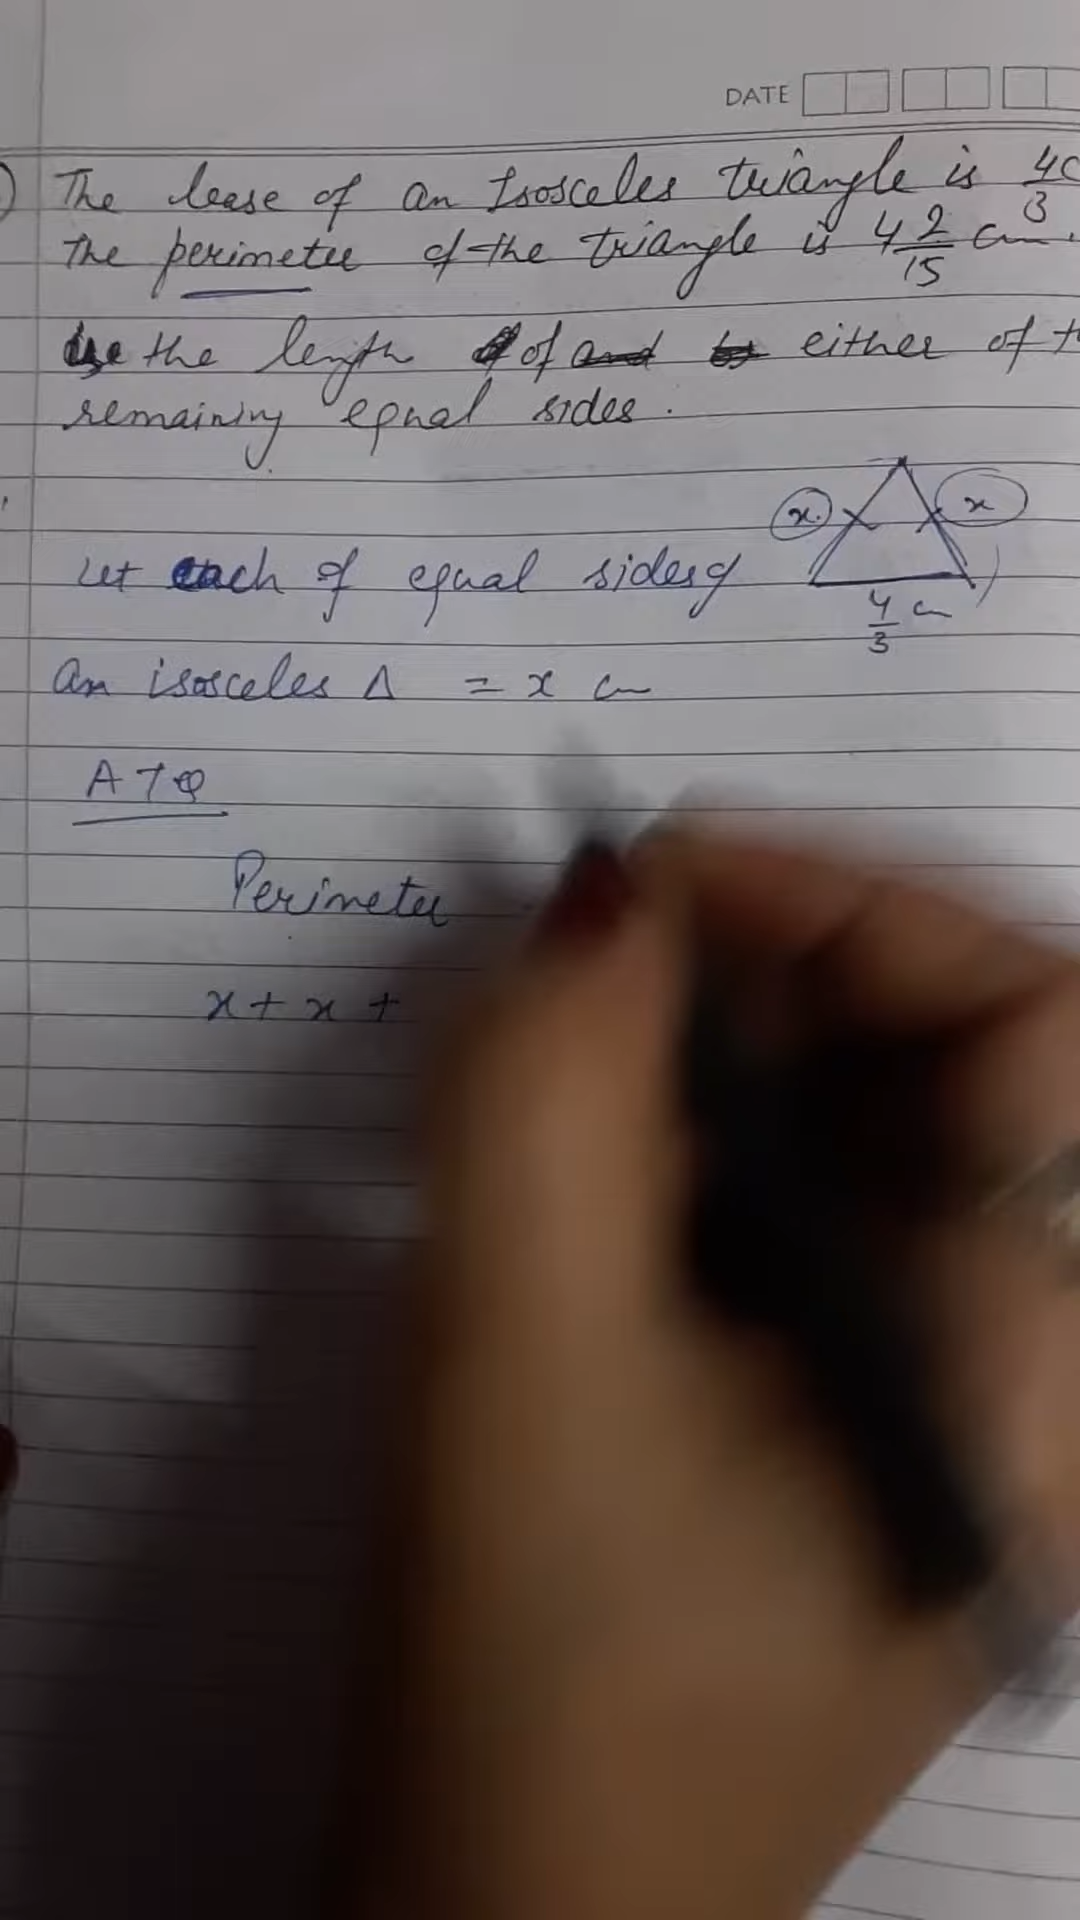 DATE
The base of an Isosceles triangle is 4/3 c
The perimeter of the triangle is 4 2/15 cm.
the length of either of t
remaining equal sides.
x x
Let each of equal sides of
4/3 cm
an isosceles Δ = x cm
ATQ
Perimeter
x + x +